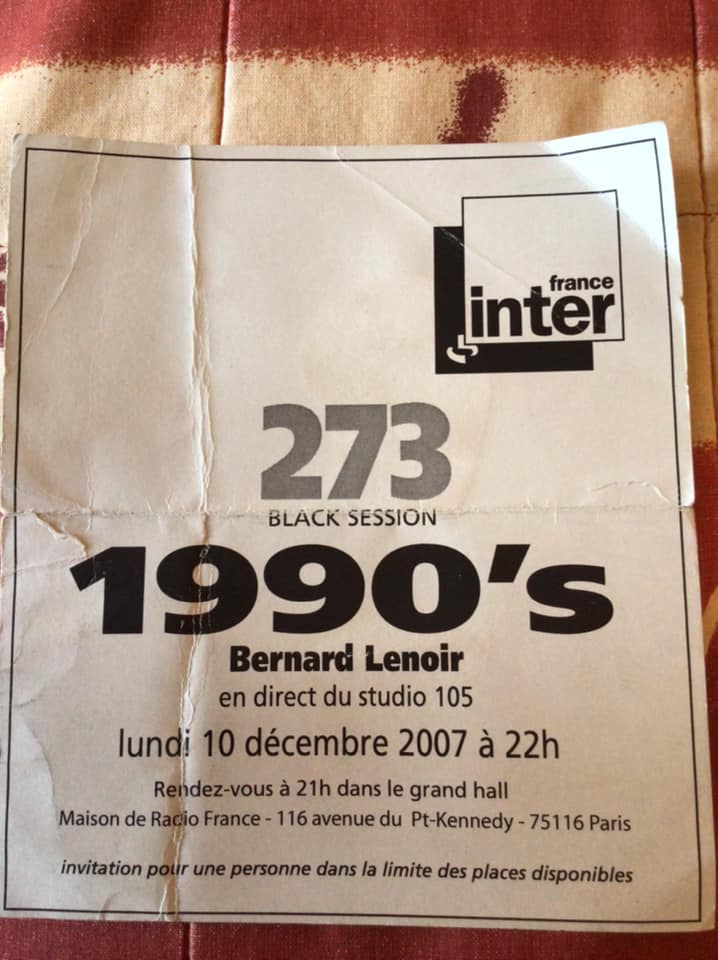 france
inter
273
BLACK SESSION
1990's
Bernard Lenoir
en direct du studio 105
lundi 10 décembre 2007 à 22h
Rendez-vous à 21h dans le grand hall
Maison de Radio France - 116 avenue du Pt-Kennedy - 75116 Paris
invitation pour une personne dans la limite des places disponibles